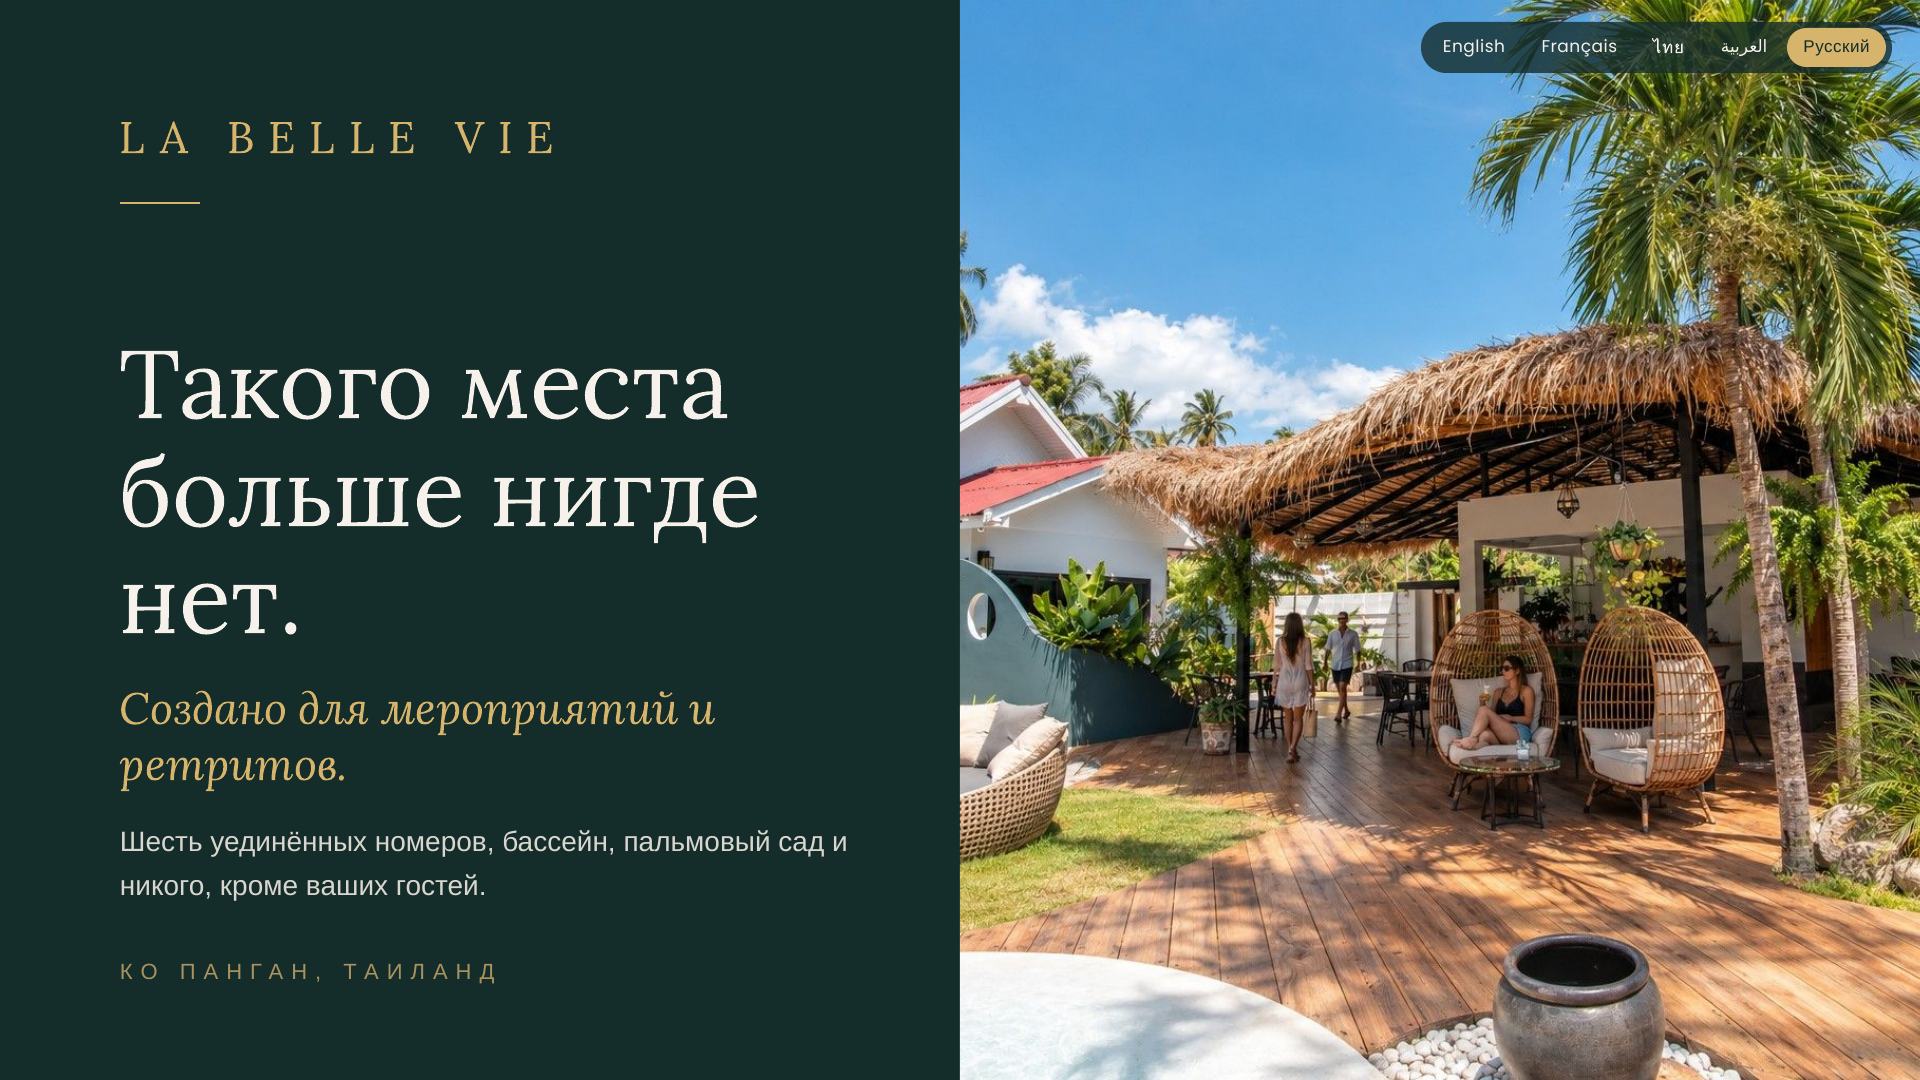 English Français ไทย العربية Русский
LA BELLE VIE
Такого места
больше нигде
нет.
Создано для мероприятий и
ретритов.
Шесть уединённых номеров, бассейн, пальмовый сад и
никого, кроме ваших гостей.
КО ПАНГАН, ТАИЛАНД